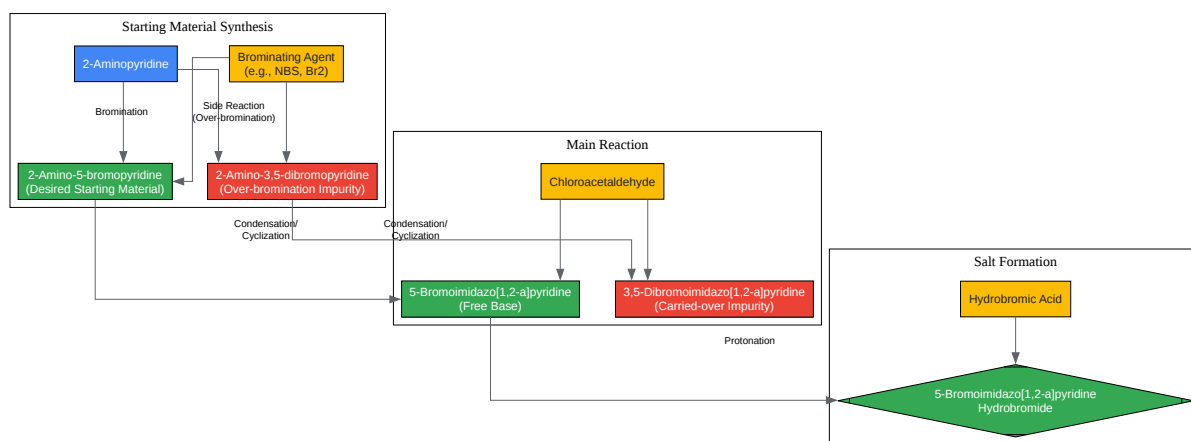 Starting Material Synthesis
2-Aminopyridine
Brominating Agent
(e.g., NBS, Br2)
Bromination
Side Reaction
(Over-bromination)
2-Amino-5-bromopyridine
(Desired Starting Material)
2-Amino-3,5-dibromopyridine
(Over-bromination Impurity)
Main Reaction
Chloroacetaldehyde
Condensation/
Cyclization
Condensation/
Cyclization
5-Bromoimidazo[1,2-a]pyridine
(Free Base)
3,5-Dibromoimidazo[1,2-a]pyridine
(Carried-over Impurity)
Protonation
Salt Formation
Hydrobromic Acid
5-Bromoimidazo[1,2-a]pyridine
Hydrobromide